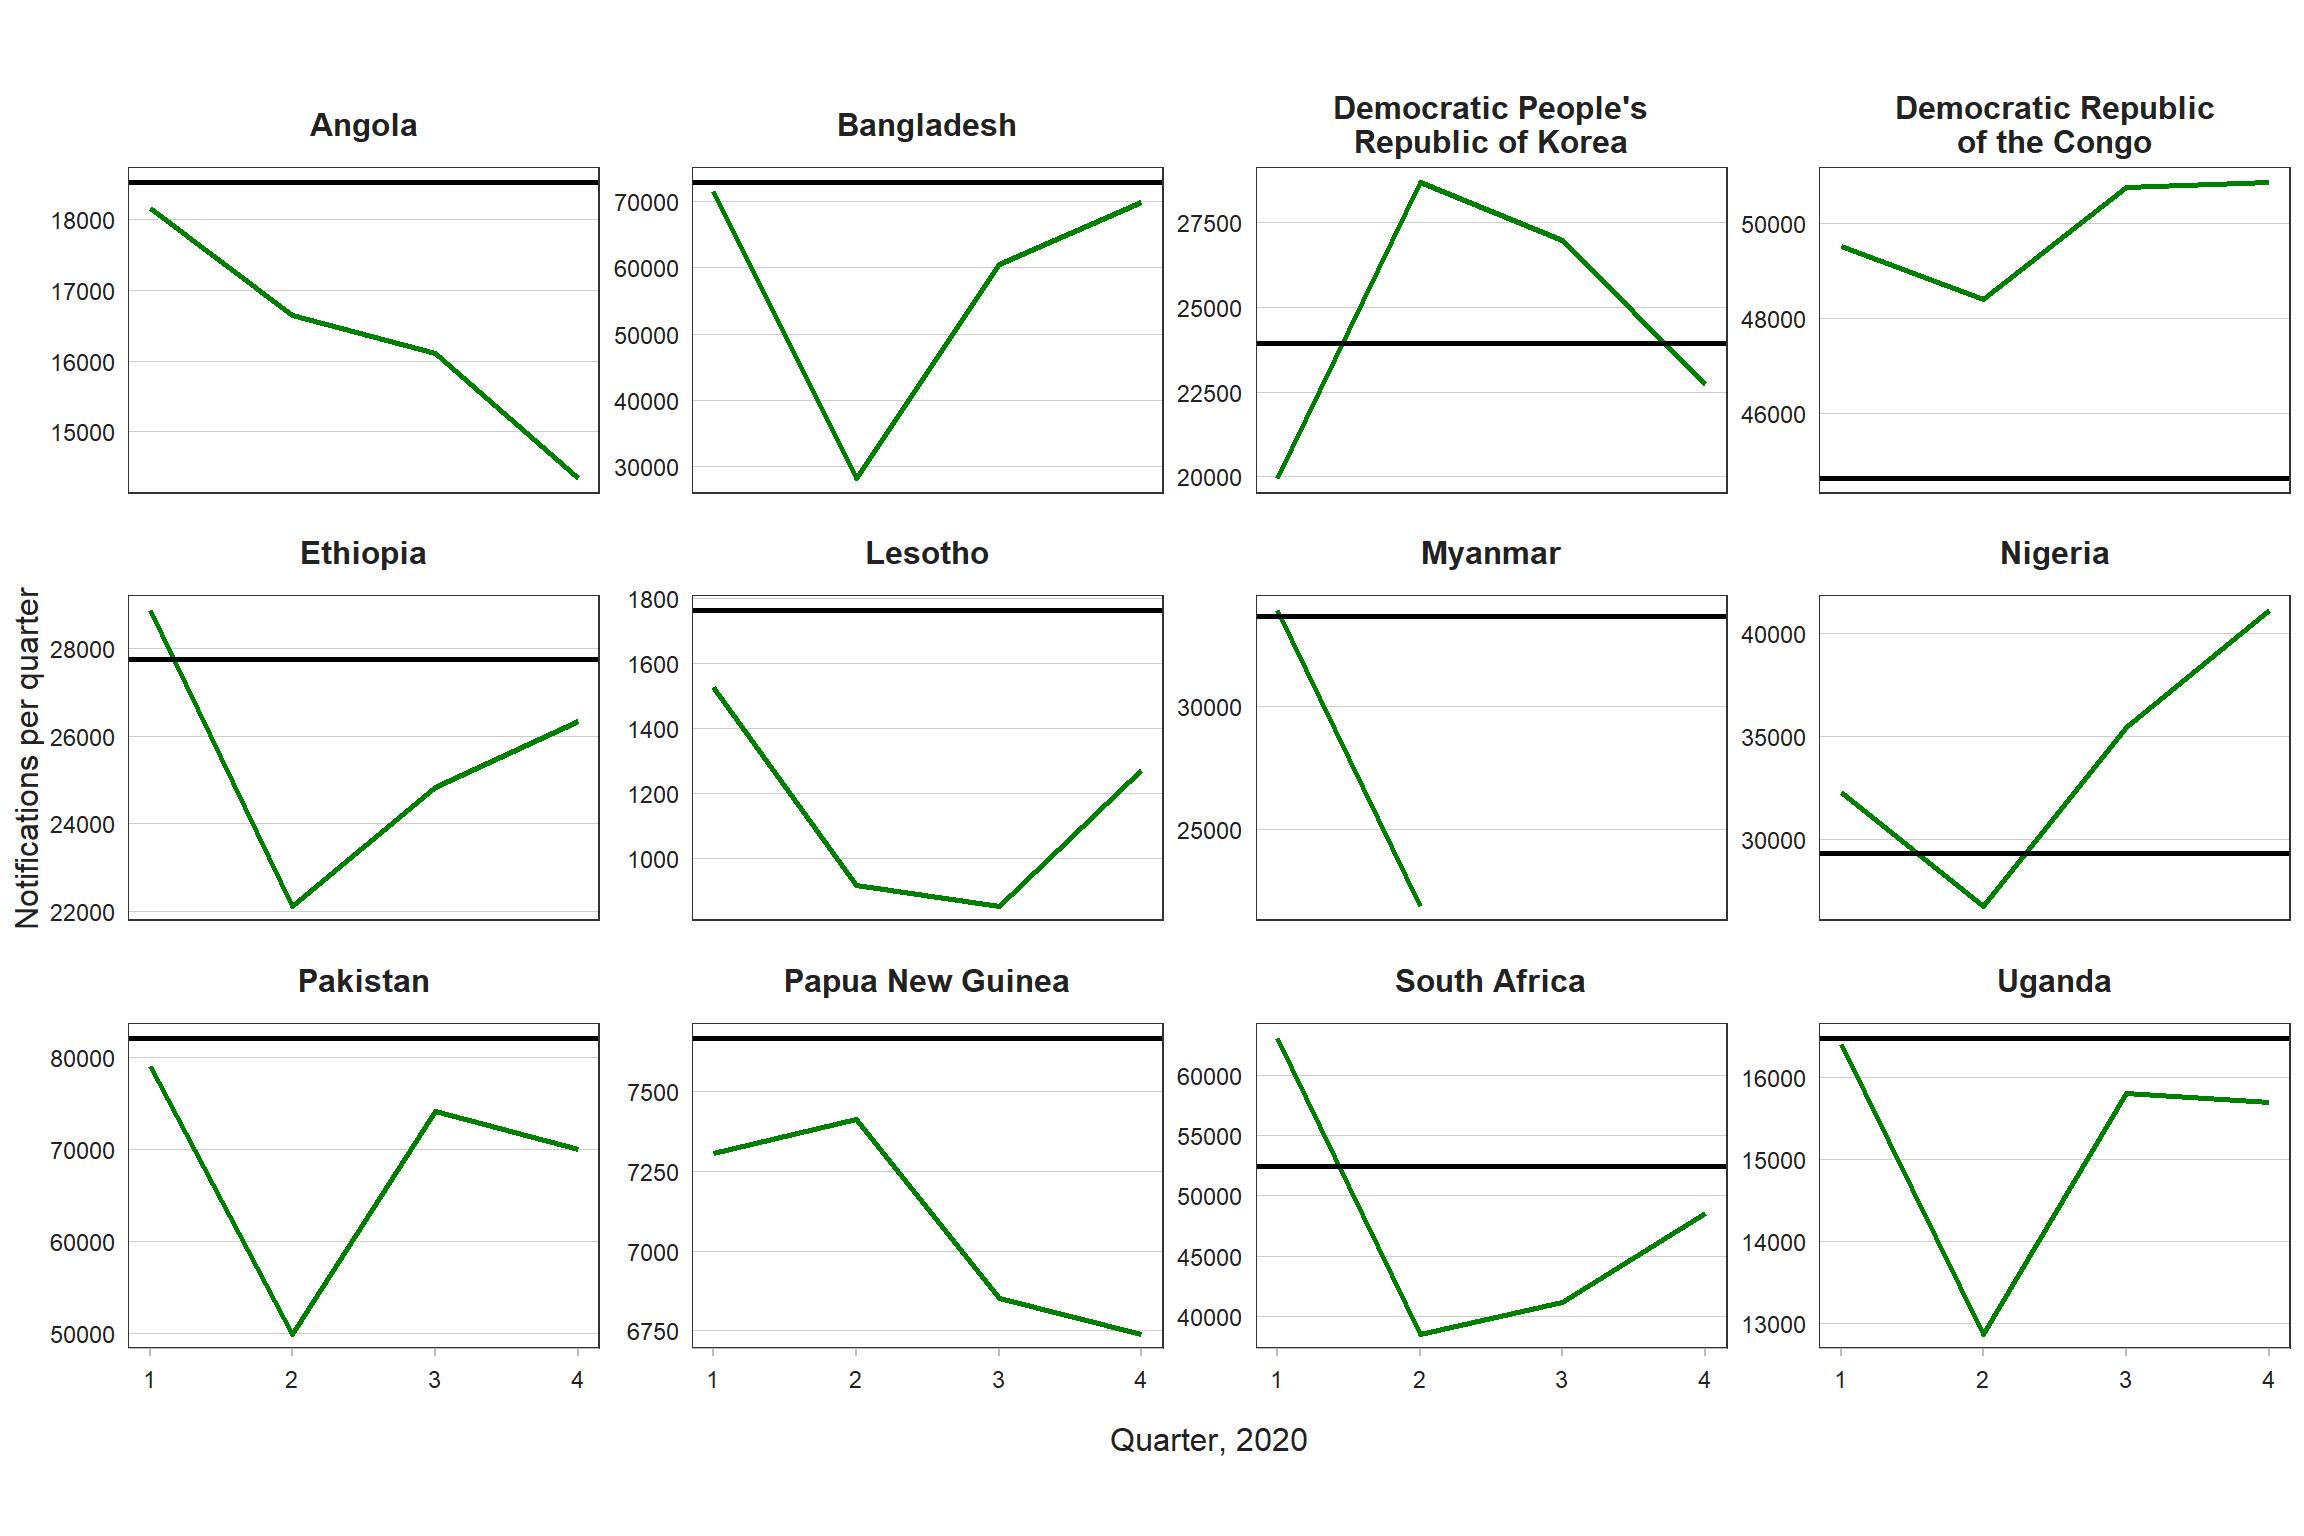 Angola
Bangladesh
Democratic People's
Republic of Korea
Democratic Republic
of the Congo
18000
17000
16000
15000
70000
60000
50000
40000
30000
27500
25000
22500
20000
50000
48000
46000
Ethiopia
Lesotho
Myanmar
Nigeria
Notifications per quarter
28000
26000
24000
22000
1800
1600
1400
1200
1000
30000
25000
40000
35000
30000
Pakistan
Papua New Guinea
South Africa
Uganda
80000
70000
60000
50000
7500
7250
7000
6750
60000
55000
50000
45000
40000
16000
15000
14000
13000
1 2 3 4
1 2 3 4
1 2 3 4
1 2 3 4
Quarter, 2020